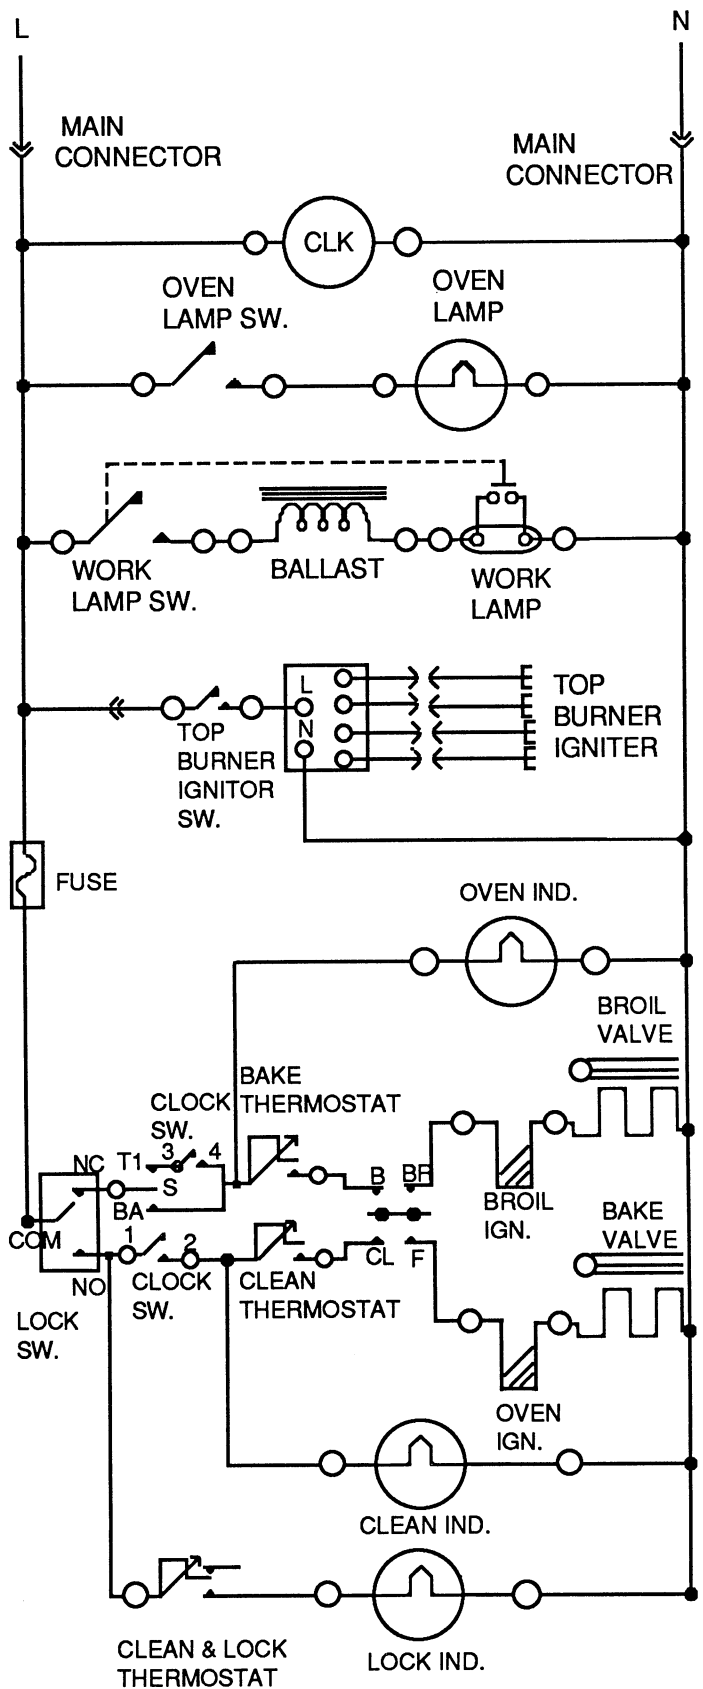 L
N
MAIN
CONNECTOR
MAIN
CONNECTOR
CLK
OVEN
LAMP SW.
OVEN
LAMP
WORK
LAMP SW.
BALLAST
WORK
LAMP
L
N
TOP
BURNER
IGNITOR
SW.
TOP
BURNER
IGNITER
FUSE
OVEN IND.
BROIL
VALVE
BAKE
THERMOSTAT
CLOCK
SW.
NC
T1
3
4
S
BA
COM
NO
LOCK
SW.
1
2
CLOCK
SW.
CLEAN
THERMOSTAT
B
BR
CL
F
BROIL
IGN.
BAKE
VALVE
OVEN
IGN.
CLEAN IND.
CLEAN & LOCK
THERMOSTAT
LOCK IND.